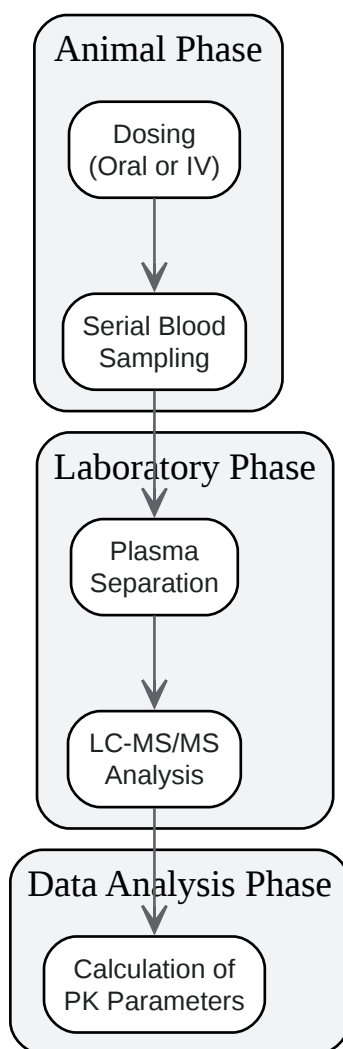 Animal Phase
Dosing
(Oral or IV)
Serial Blood
Sampling
Laboratory Phase
Plasma
Separation
LC-MS/MS
Analysis
Data Analysis Phase
Calculation of
PK Parameters